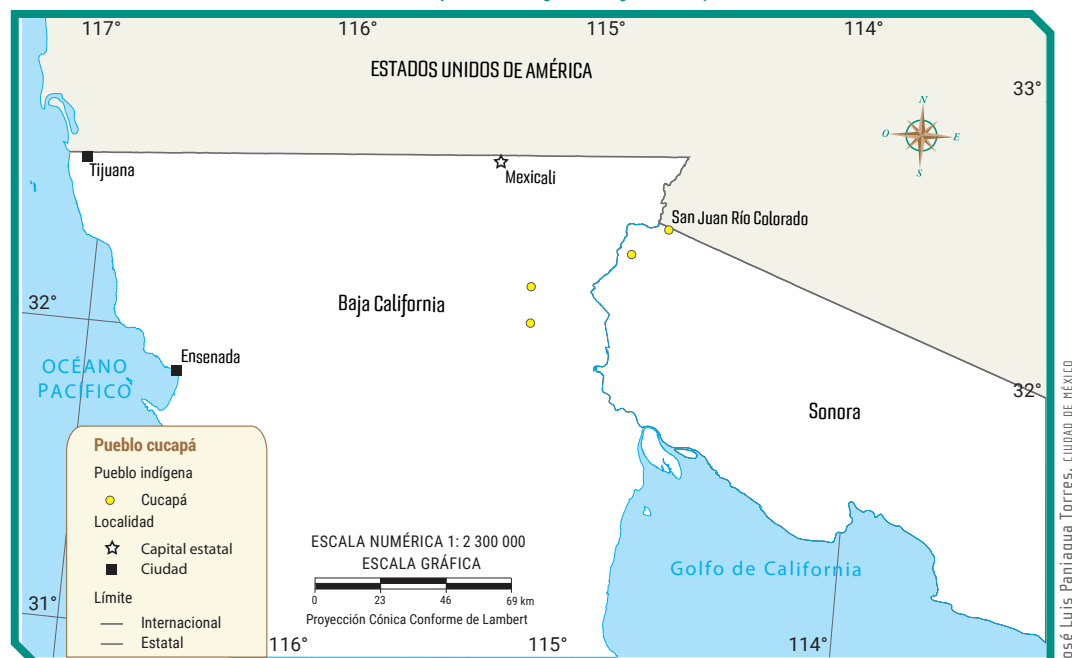 117°
116°
115°
114°
ESTADOS UNIDOS DE AMÉRICA
33°
N
O
E
S
Tijuana
Mexicali
San Juan Río Colorado
32°
Baja California
Ensenada
OCÉANO
PACÍFICO
32°
Sonora
Pueblo cucapá
Pueblo indígena
Cucapá
Localidad
Capital estatal
Ciudad
Límite
Internacional
Estatal
ESCALA NUMÉRICA 1: 2 300 000
ESCALA GRÁFICA
0 23 46 69 km
Proyección Cónica Conforme de Lambert
Golfo de California
31°
116°
115°
114°
José Luis Paniagua Torres, CIUDAD DE MÉXICO